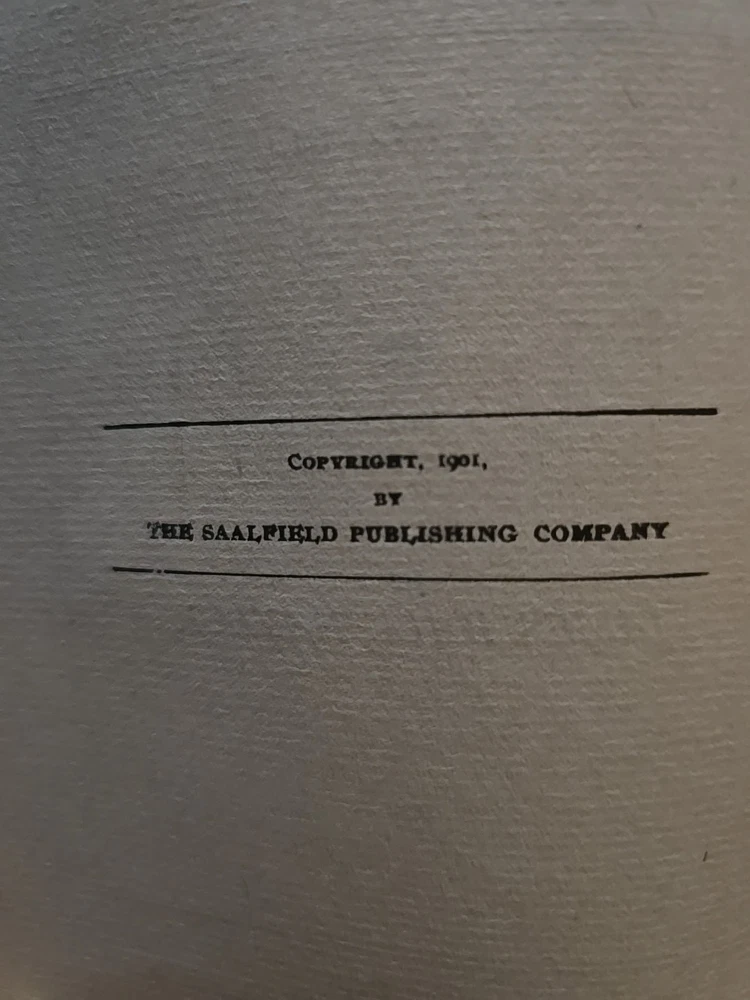 COPYRIGHT, 1901,
BY
THE SAALFIELD PUBLISHING COMPANY